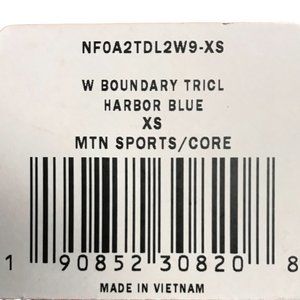 NF0A2TDL2W9-XS
W BOUNDARY TRICL
HARBOR BLUE
XS
MTN SPORTS/CORE
1 90852 30820 8
MADE IN VIETNAM